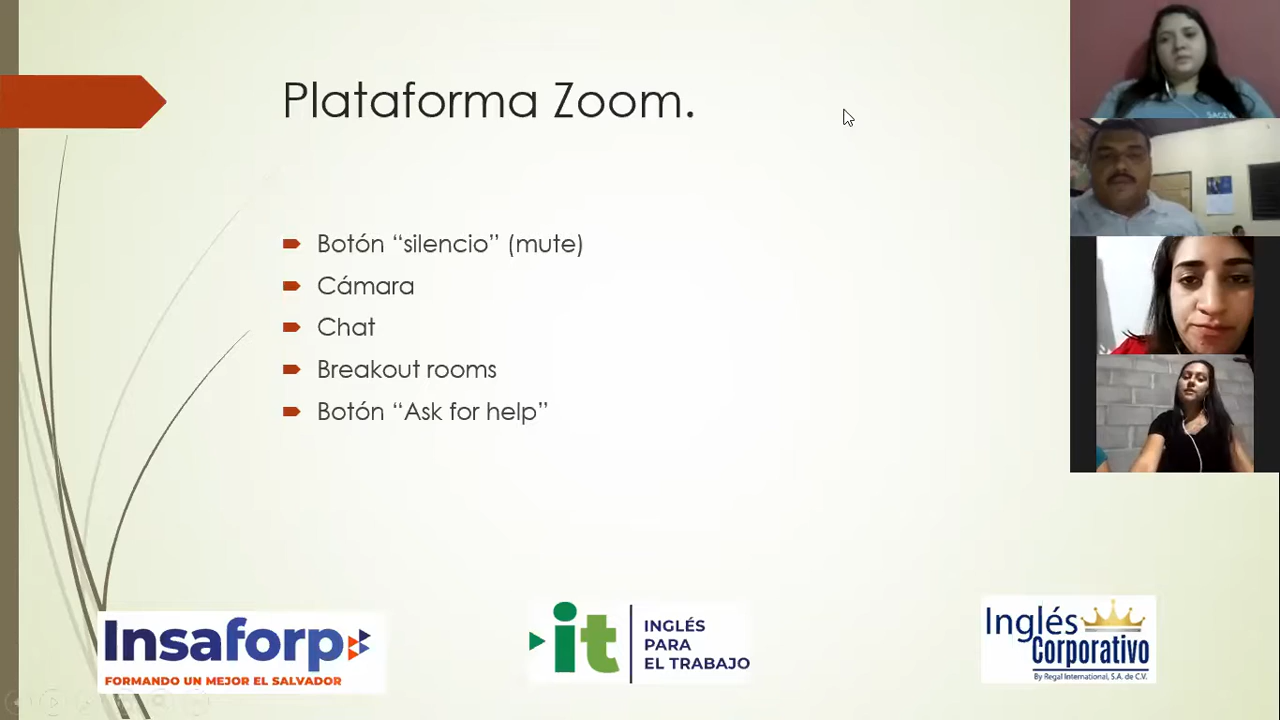 Plataforma Zoom.
Botón “silencio” (mute)
Cámara
Chat
Breakout rooms
Botón “Ask for help”
Insaforp
FORMANDO UN MEJOR EL SALVADOR
it
INGLÉS
PARA
EL TRABAJO
Inglés
Corporativo
By Regal International, S.A. de C.V.